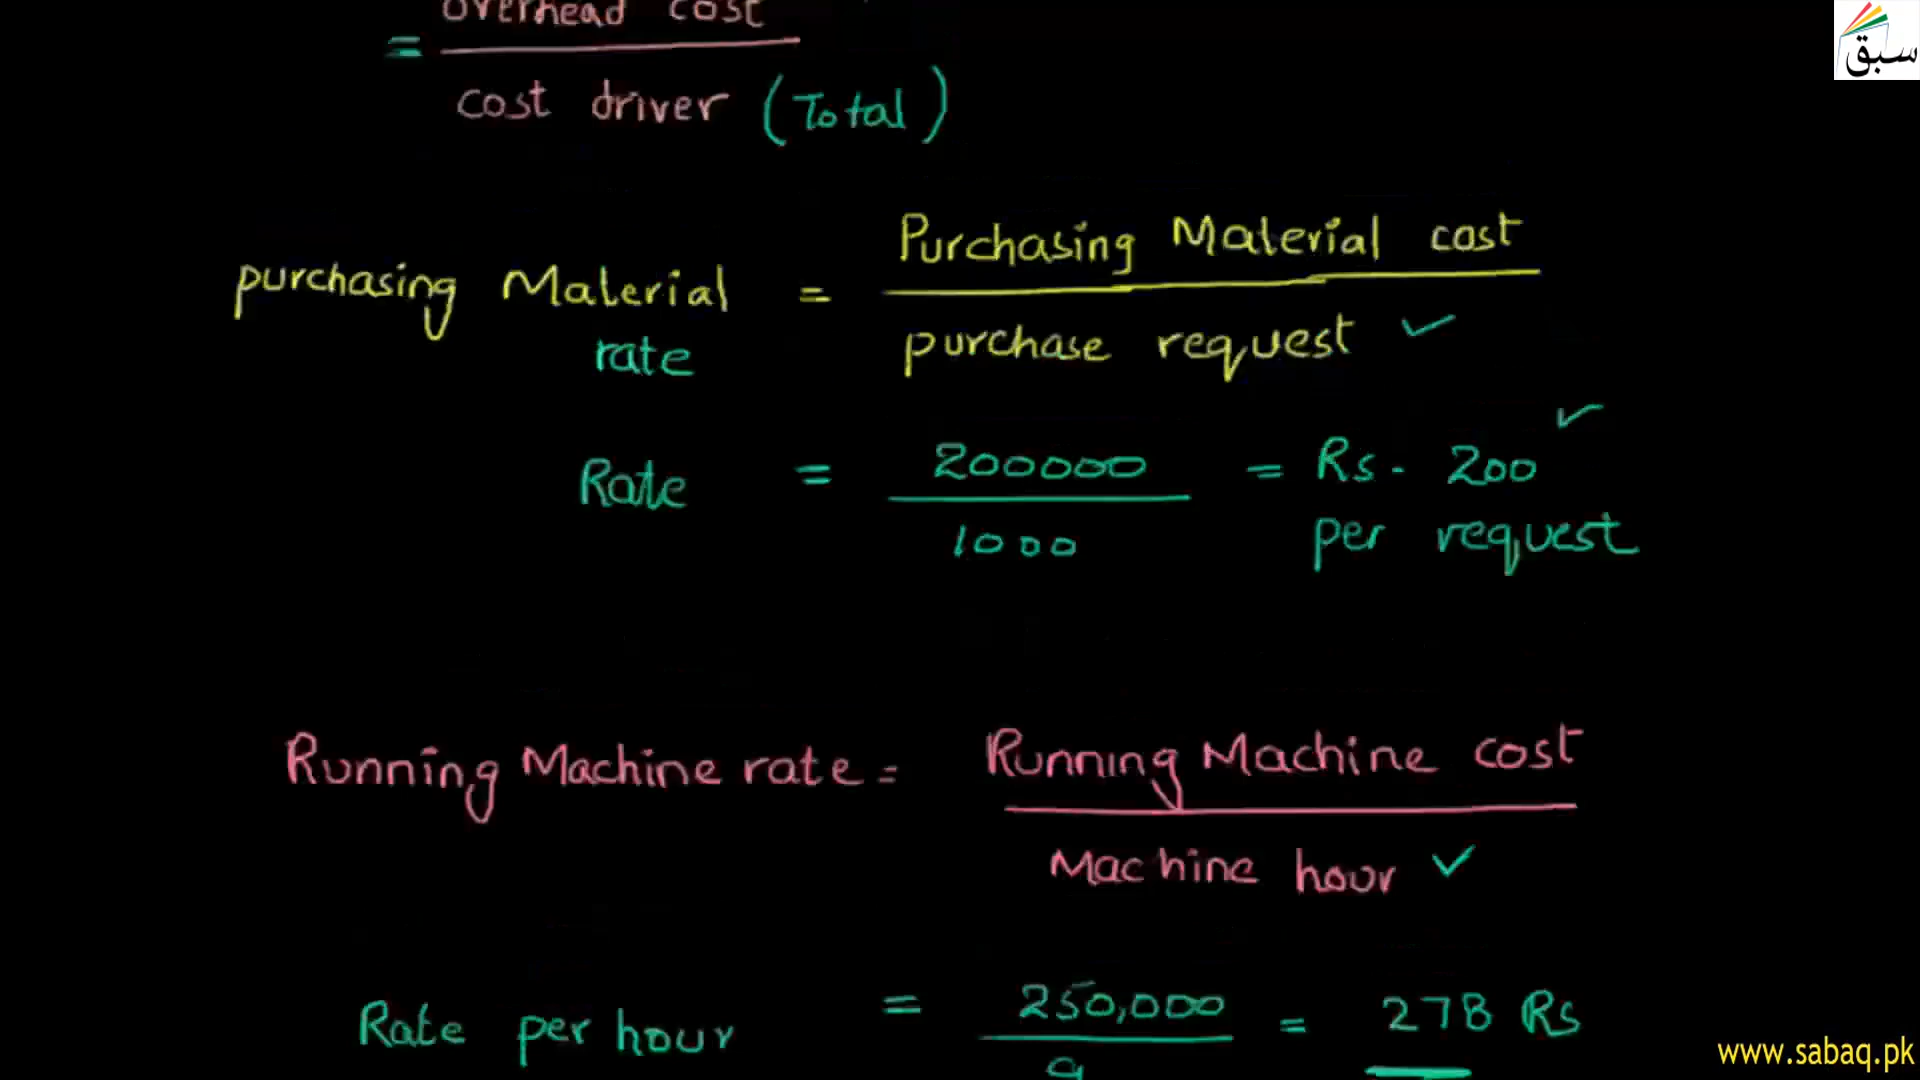 overhead cost
=
cost driver (Total)
سبق
Purchasing Material cost
purchasing Material =
purchase request ✓
rate
Rate = 200000 = Rs - 200 ✓
1000 per request
Running Machine rate = Running Machine cost
Machine hour ✓
Rate per hour = 250,000 = 278 Rs
9
www.sabaq.pk